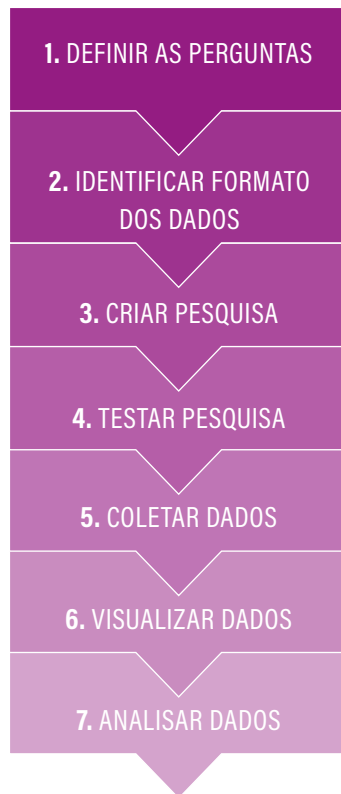 1. DEFINIR AS PERGUNTAS
2. IDENTIFICAR FORMATO
DOS DADOS
3. CRIAR PESQUISA
4. TESTAR PESQUISA
5. COLETAR DADOS
6. VISUALIZAR DADOS
7. ANALISAR DADOS